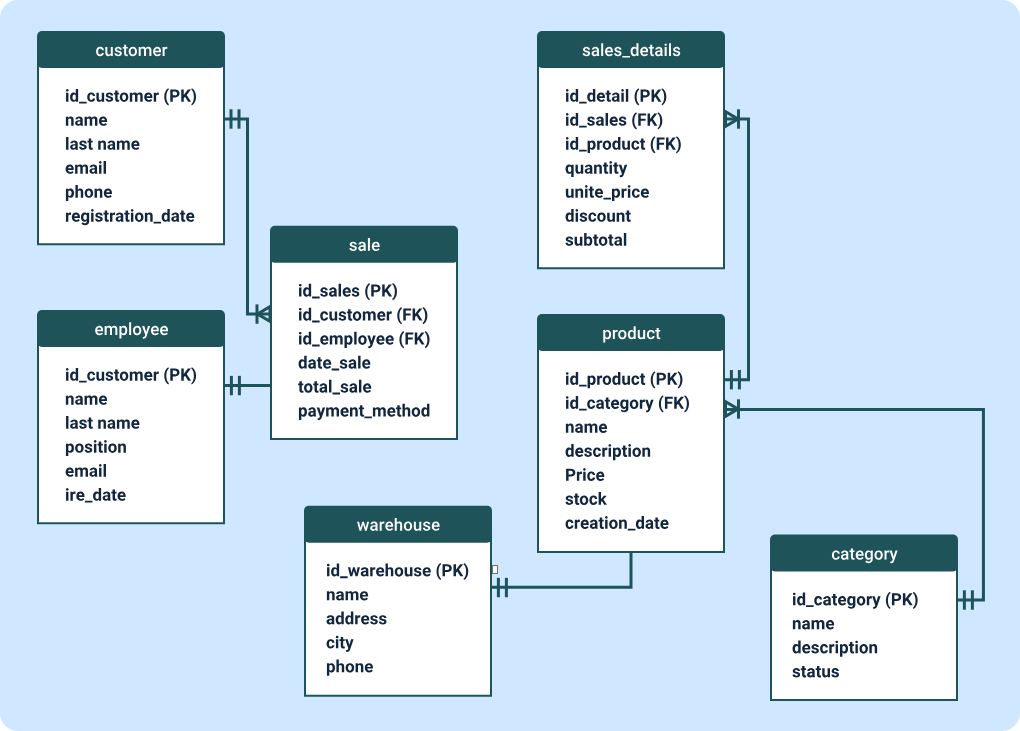 customer
id_customer (PK)
name
last name
email
phone
registration_date
employee
id_customer (PK)
name
last name
position
email
ire_date
sale
id_sales (PK)
id_customer (FK)
id_employee (FK)
date_sale
total_sale
payment_method
warehouse
id_warehouse (PK)
name
address
city
phone
sales_details
id_detail (PK)
id_sales (FK)
id_product (FK)
quantity
unite_price
discount
subtotal
product
id_product (PK)
id_category (FK)
name
description
Price
stock
creation_date
category
id_category (PK)
name
description
status